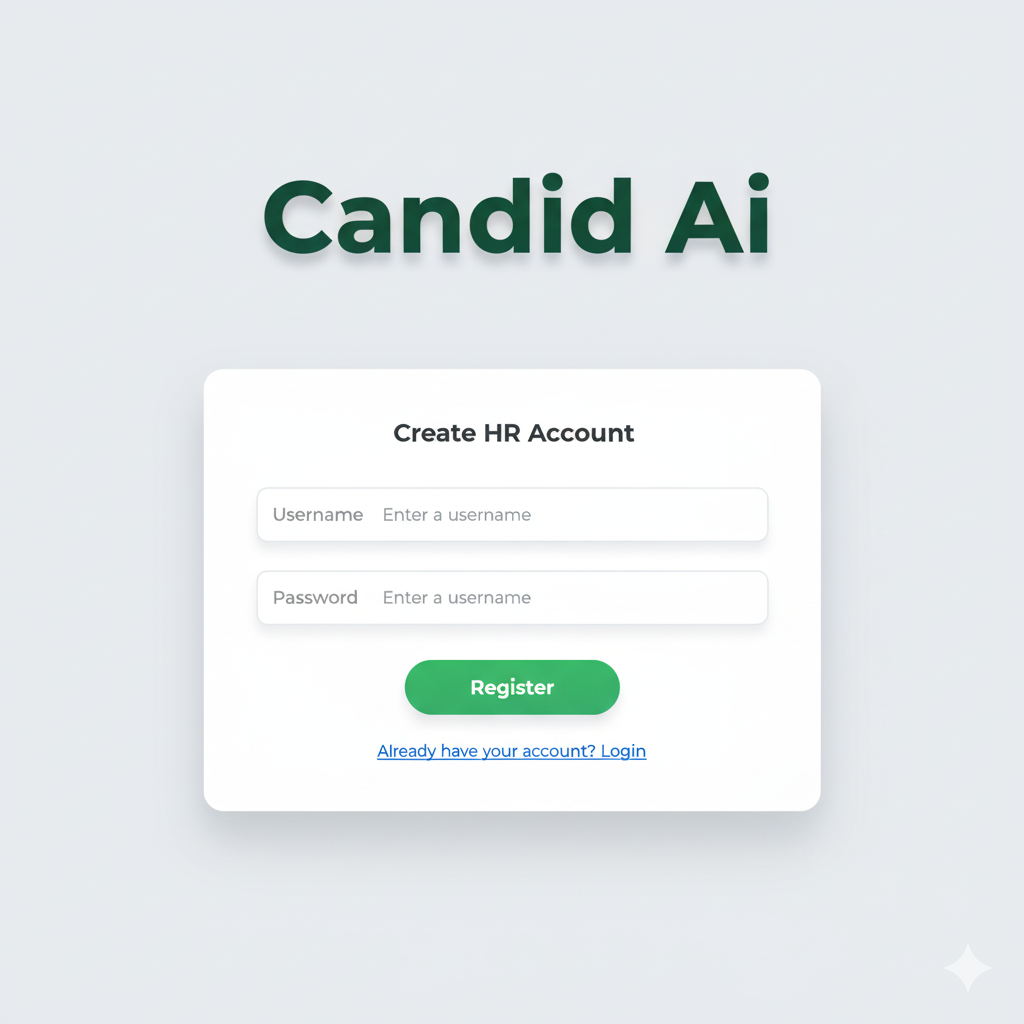 Candid Ai
Create HR Account
Username Enter a username
Password Enter a username
Register
Already have your account? Login